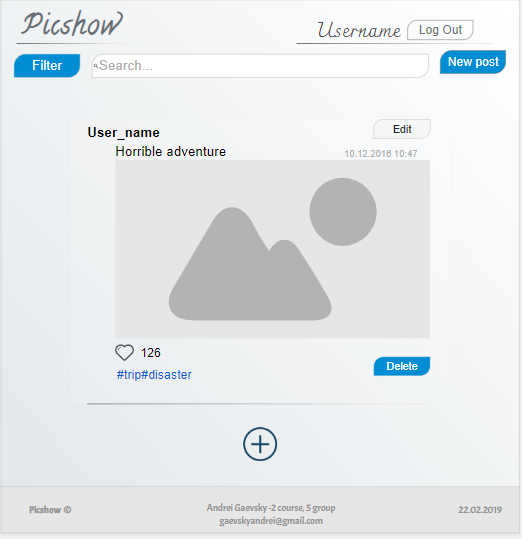 Picshow
Username
Log Out
Filter
Search...
New post
User_name
Edit
Horrible adventure
10.12.2016 10:47
126
#trip#disaster
Delete
Picshow ©
Andrei Gaevsky -2 course, 5 group
gaevskyandrei@gmail.com
22.02.2019